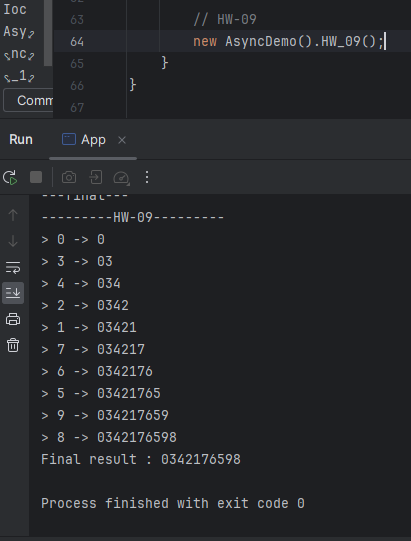 Ioc
Asy
nc
_1
Comm
63 // HW-09
64 new AsyncDemo().HW_09();
65 }
66 }
67
Run App
---final---
---------HW-09---------
> 0 -> 0
> 3 -> 03
> 4 -> 034
> 2 -> 0342
> 1 -> 03421
> 7 -> 034217
> 6 -> 0342176
> 5 -> 03421765
> 9 -> 034217659
> 8 -> 0342176598
Final result : 0342176598
Process finished with exit code 0